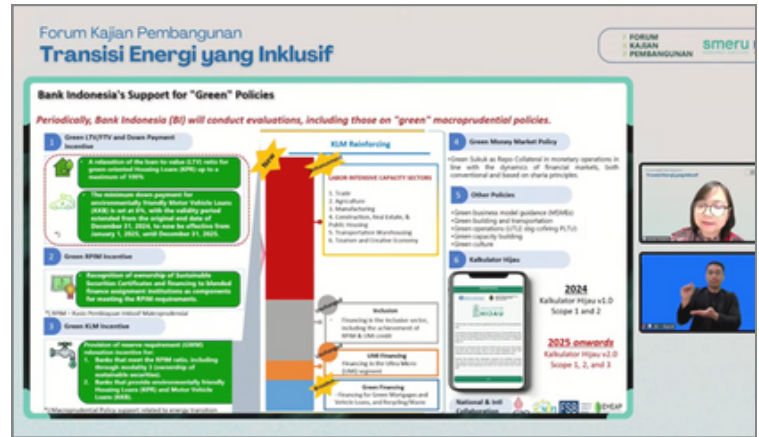 Forum Kajian Pembangunan
Transisi Energi yang Inklusif
FORUM
KAJIAN
PEMBANGUNAN
smeru
Bank Indonesia's Support for "Green" Policies
Periodically, Bank Indonesia (BI) will conduct evaluations, including those on "green" macroprudential policies.
1
Green LTV/FTV and Down Payment
Incentive
A relaxation of the loan to value (LTV) ratio for
green oriented Housing Loans (KPR) up to a
maximum of 100%
The minimum down payment for
environmentally friendly Motor Vehicle Loans
(KKB) is set at 0%, with the validity period
extended from the original end date of
December 31, 2024, to now be effective from
January 1, 2025, until December 31, 2025.
2
Green RPIM Incentive
Recognition of ownership of Sustainable
Securities Certificates and financing to blended
finance assignment institutions as components
for meeting the RPIM requirements.
3
Green KLM Incentive
Provision of reserve requirement (GWM)
relaxation incentive for:
1. Banks that meet the RPIM ratio, including
through modality 3 (ownership of
sustainable securities).
2. Banks that provide environmentally friendly
Housing Loans (KPR) and Motor Vehicle
Loans (KKB).
*) Macroprudential Policy support related to energy transition
KLM Reinforcing
LABOR INTENSIVE CAPACITY SECTORS
1. Trade
2. Agriculture
3. Manufacturing
4. Construction, Real Estate, &
Public Housing
5. Transportation Warehousing
6. Tourism and Creative Economy
Inclusion
Financing in the inclusive sector,
including the achievement of
RPIM & UMI credit
UMI Financing
Financing in the Ultra Micro
(UMI) segment
Green Financing
Financing for Green Mortgages and
Vehicle Loans, and Recycling/Waste
4
Green Money Market Policy
Green Sukuk as Repo Collateral in monetary operations in
line with the dynamics of financial markets, both
conventional and based on sharia principles.
5
Other Policies
Green business model guidance (MSMEs)
Green building and transportation
Green operations
Green capacity building
Green culture
6
Kalkulator Hijau
HIJAU
2024
Kalkulator Hijau v1.0
Scope 1 and 2
2025 onwards
Kalkulator Hijau v2.0
Scope 1, 2, and 3
National & Intl
Collaboration
FSB